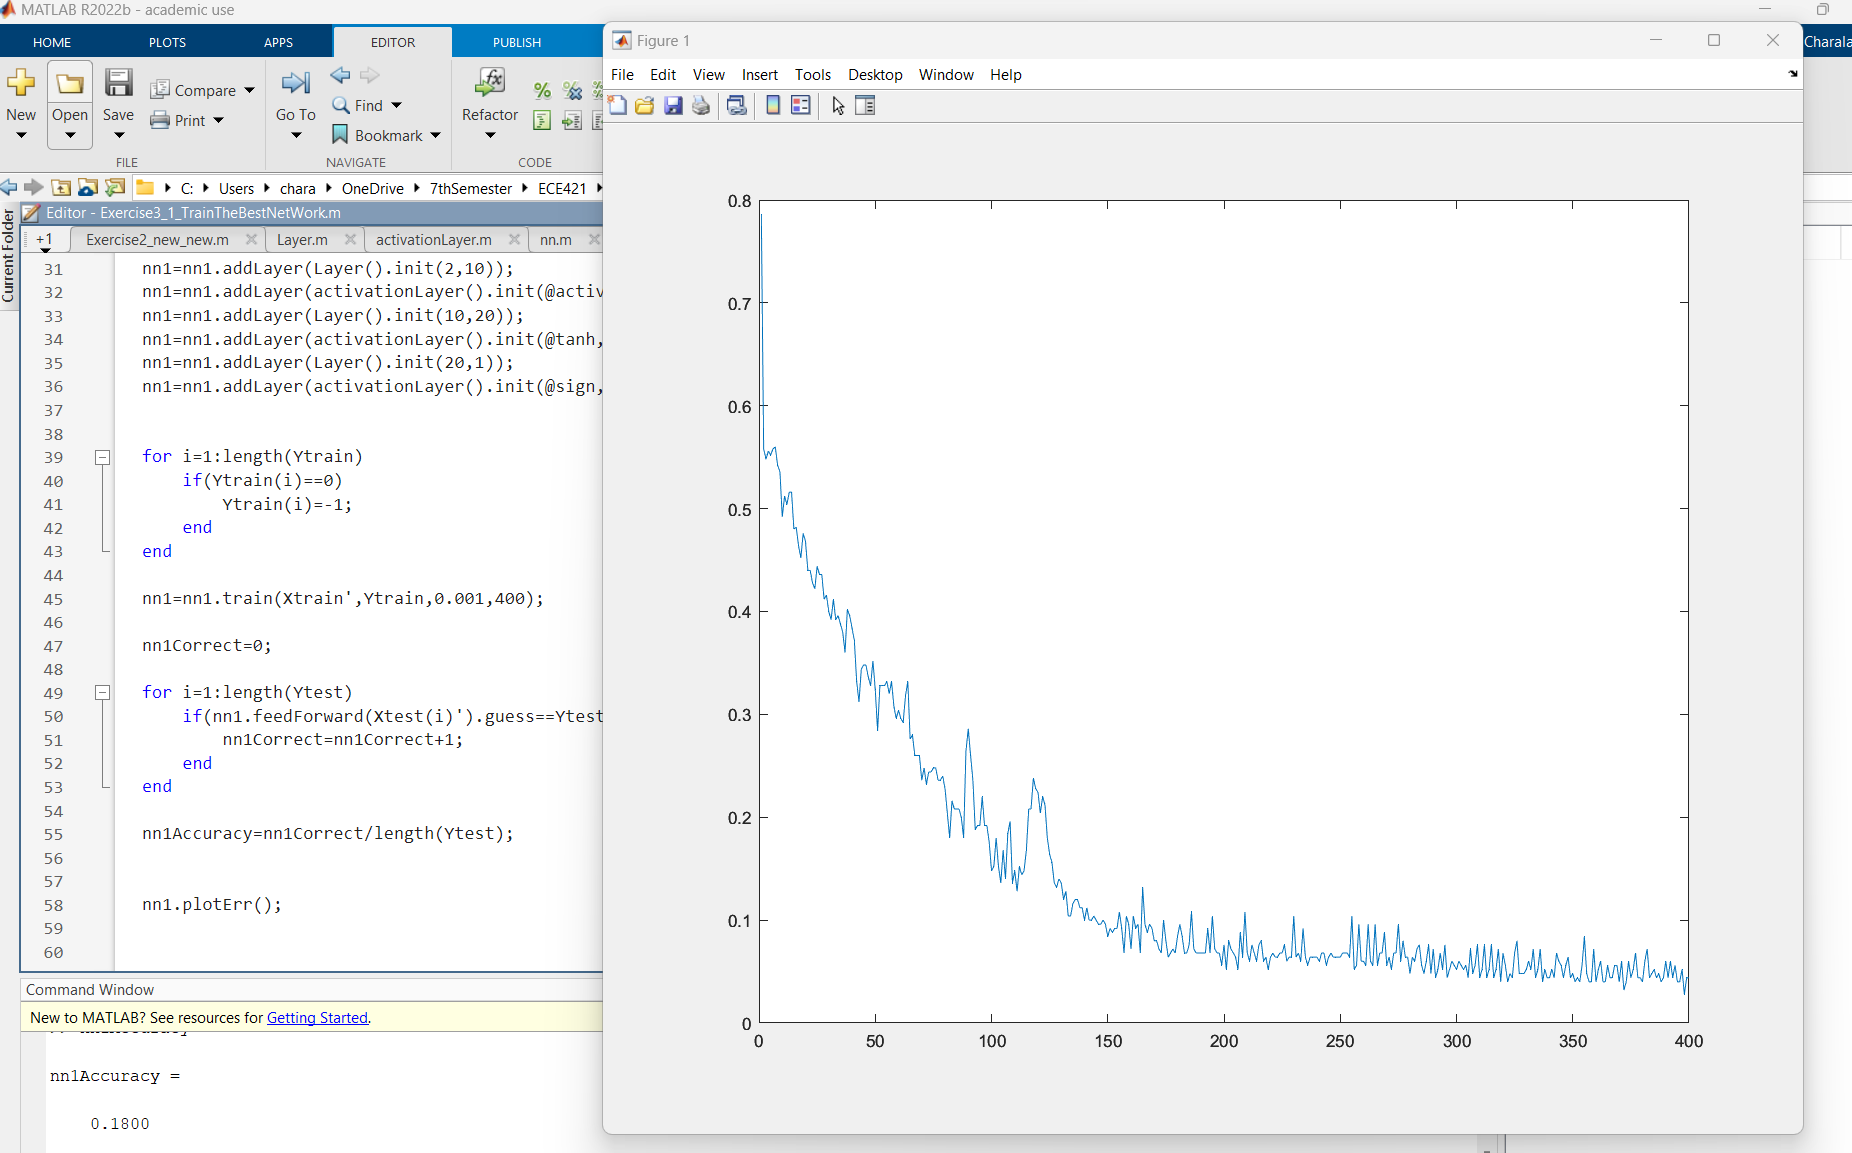 MATLAB R2022b - academic use
HOME PLOTS APPS EDITOR PUBLISH
Charala
New
Open
Save
Compare
Print
FILE
Go To
Find
Bookmark
NAVIGATE
Refactor
CODE
C: Users chara OneDrive 7thSemester ECE421
Current Folder
Editor - Exercise3_1_TrainTheBestNetWork.m
+1 Exercise2_new_new.m Layer.m activationLayer.m nn.m
31 nn1=nn1.addLayer(Layer().init(2,10));
32 nn1=nn1.addLayer(activationLayer().init(@activ
33 nn1=nn1.addLayer(Layer().init(10,20));
34 nn1=nn1.addLayer(activationLayer().init(@tanh,
35 nn1=nn1.addLayer(Layer().init(20,1));
36 nn1=nn1.addLayer(activationLayer().init(@sign,
37
38
39 for i=1:length(Ytrain)
40 if(Ytrain(i)==0)
41 Ytrain(i)=-1;
42 end
43 end
44
45 nn1=nn1.train(Xtrain',Ytrain,0.001,400);
46
47 nn1Correct=0;
48
49 for i=1:length(Ytest)
50 if(nn1.feedForward(Xtest(i)').guess==Ytest
51 nn1Correct=nn1Correct+1;
52 end
53 end
54
55 nn1Accuracy=nn1Correct/length(Ytest);
56
57
58 nn1.plotErr();
59
60
Command Window
New to MATLAB? See resources for Getting Started.
nn1Accuracy =
0.1800
Figure 1
File Edit View Insert Tools Desktop Window Help
0.8
0.7
0.6
0.5
0.4
0.3
0.2
0.1
0
0 50 100 150 200 250 300 350 400